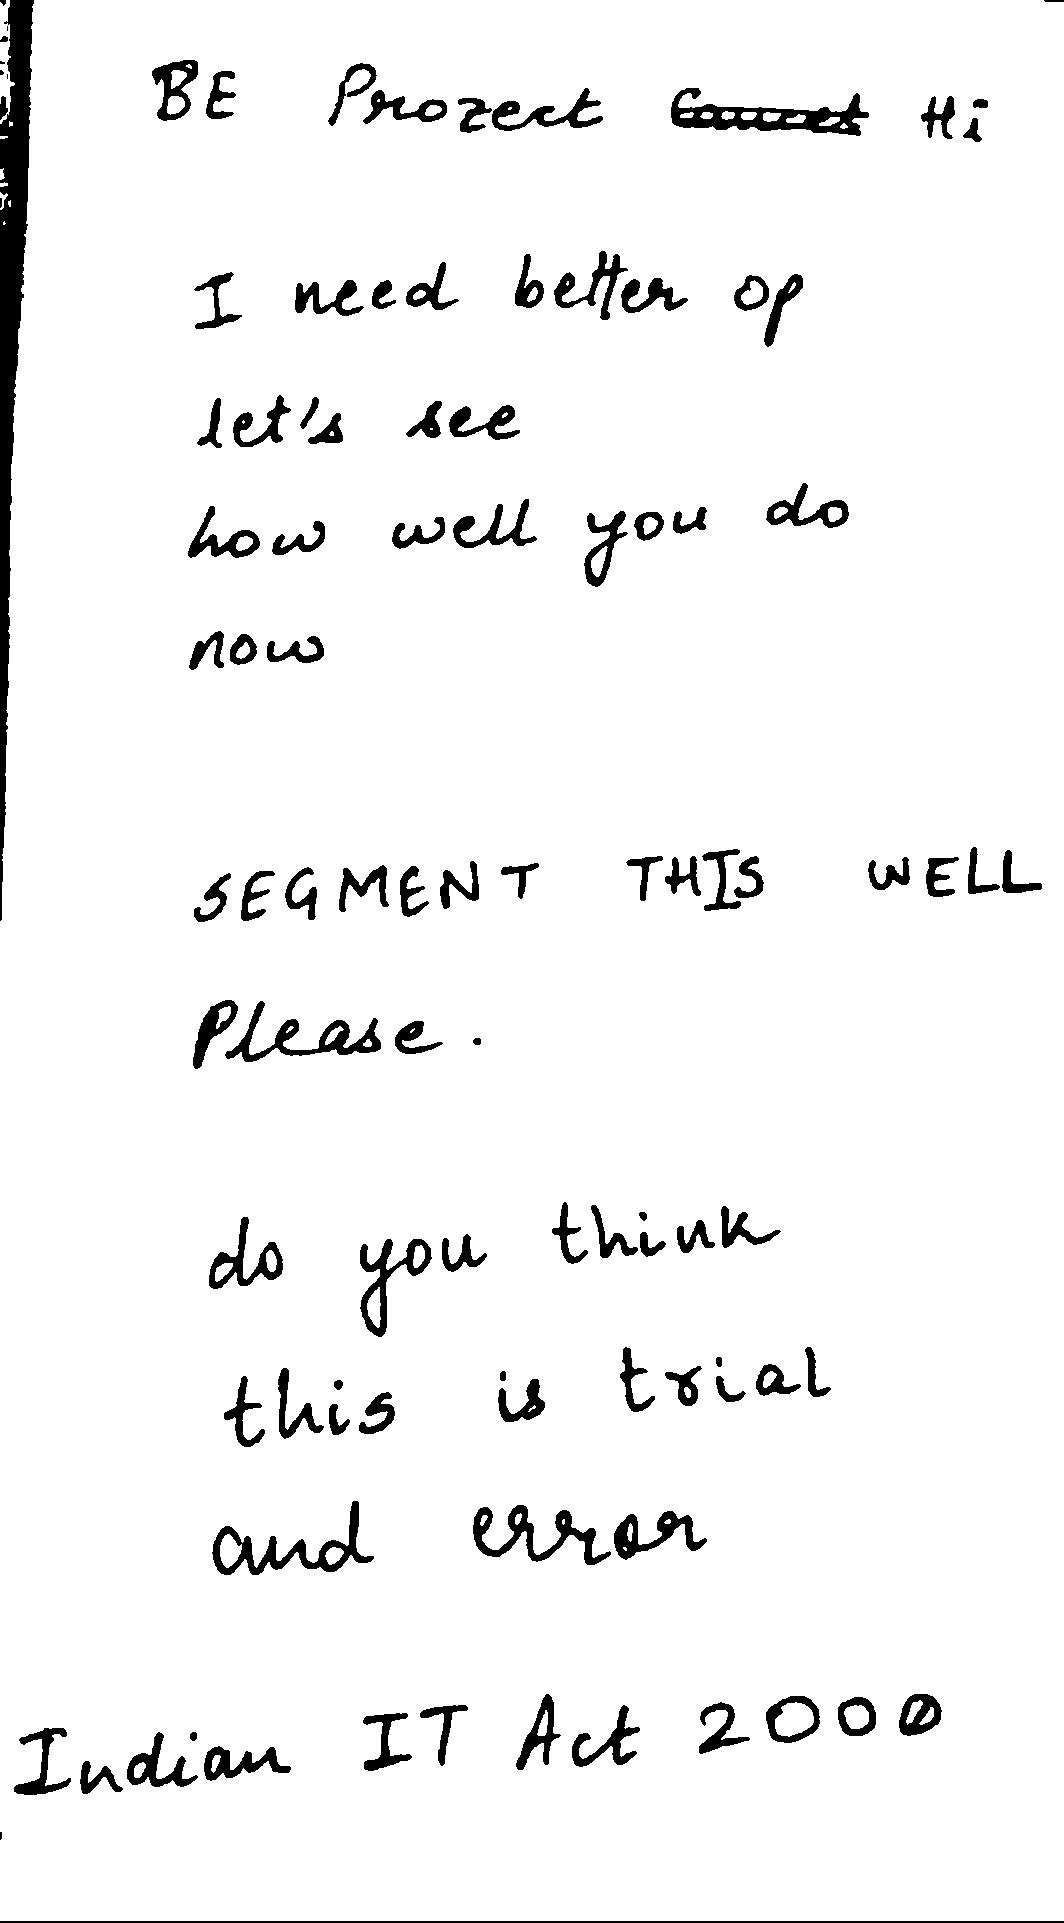 BE Prozect Hi
I need better op
let's see
how well you do
now
SEGMENT THIS WELL
Please.
do you think
this is trial
and error
Indian IT Act 2000